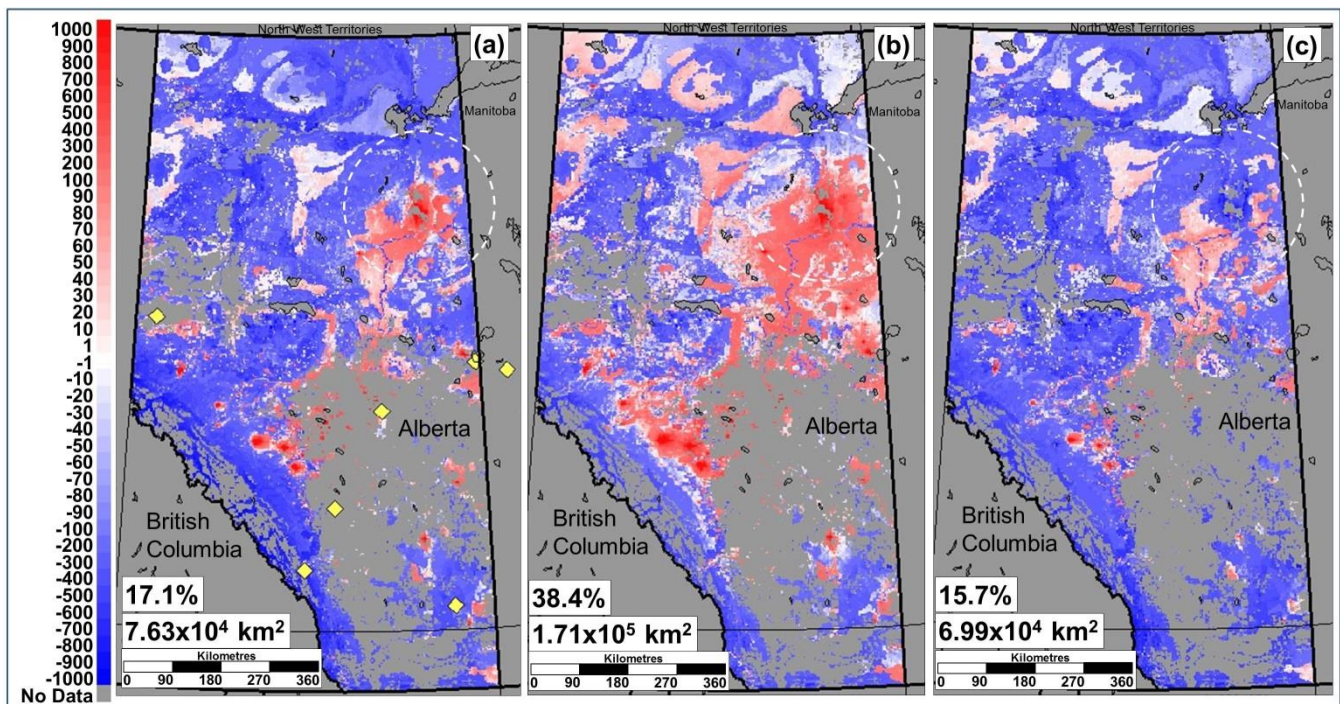 1000
900
800
700
600
500
400
300
200
100
90
80
70
60
50
40
30
20
10
1
-1
-10
-20
-30
-40
-50
-60
-70
-80
-90
-100
-200
-300
-400
-500
-600
-700
-800
-900
-1000
No Data
North West Territories
(a)
Manitoba
Alberta
British
Columbia
17.1%
7.63x10⁴ km²
Kilometres
0 90 180 270 360
North West Territories
(b)
Manitoba
Alberta
British
Columbia
38.4%
1.71x10⁵ km²
Kilometres
0 90 180 270 360
North West Territories
(c)
Manitoba
Alberta
British
Columbia
15.7%
6.99x10⁴ km²
Kilometres
0 90 180 270 360